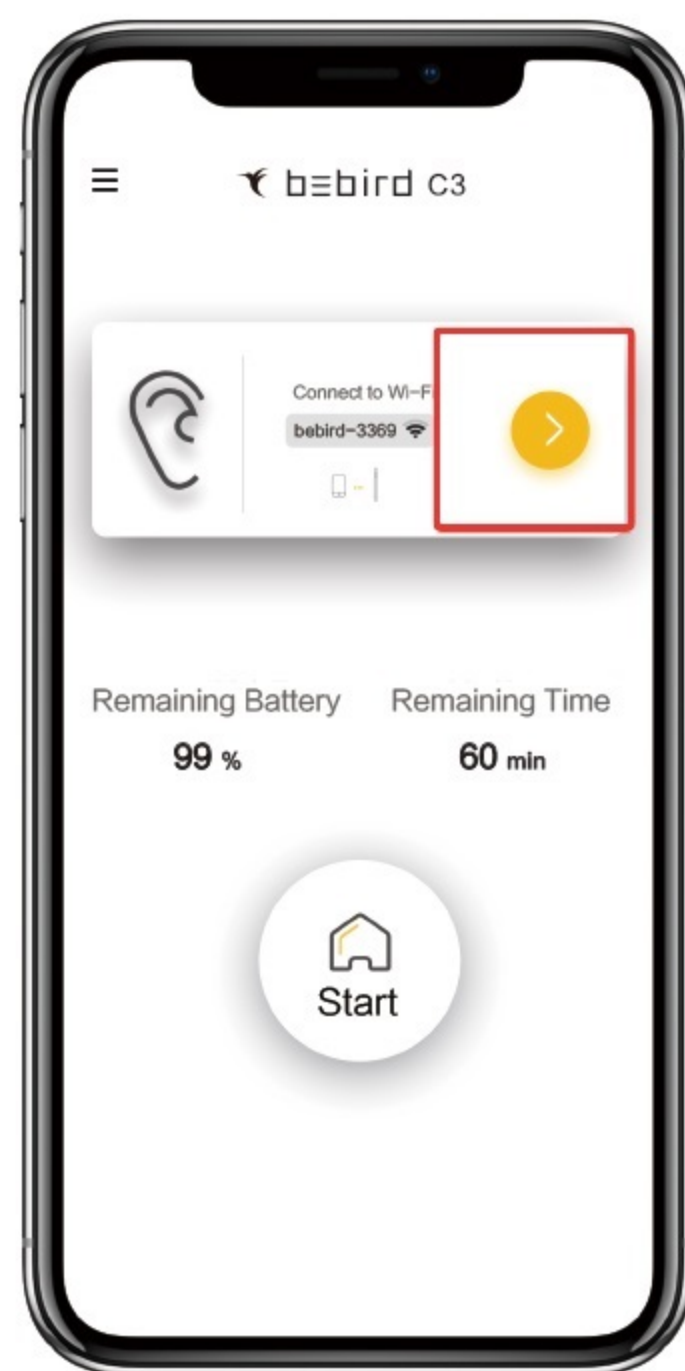 bebird C3
Connect to Wi-F
bebird-3369
Remaining Battery
Remaining Time
99 %
60 min
Start